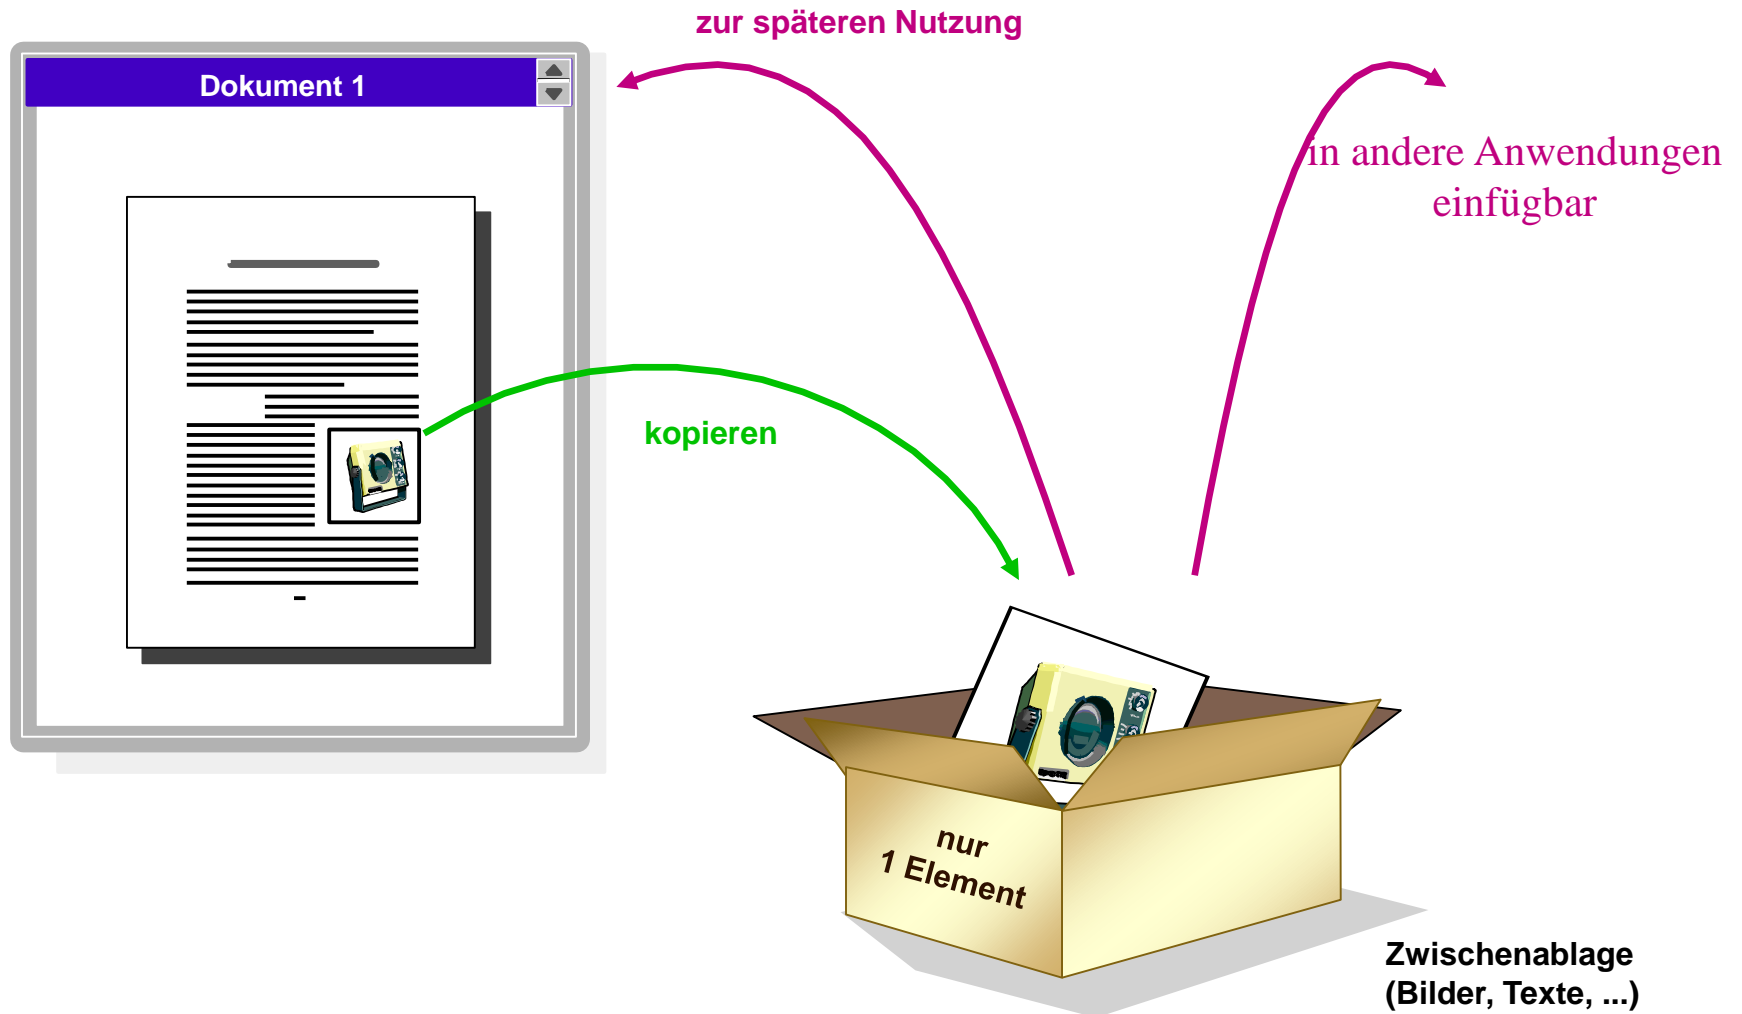 zur späteren Nutzung
Dokument 1
in andere Anwendungen
einfügbar
kopieren
nur
1 Element
Zwischenablage
(Bilder, Texte, ...)